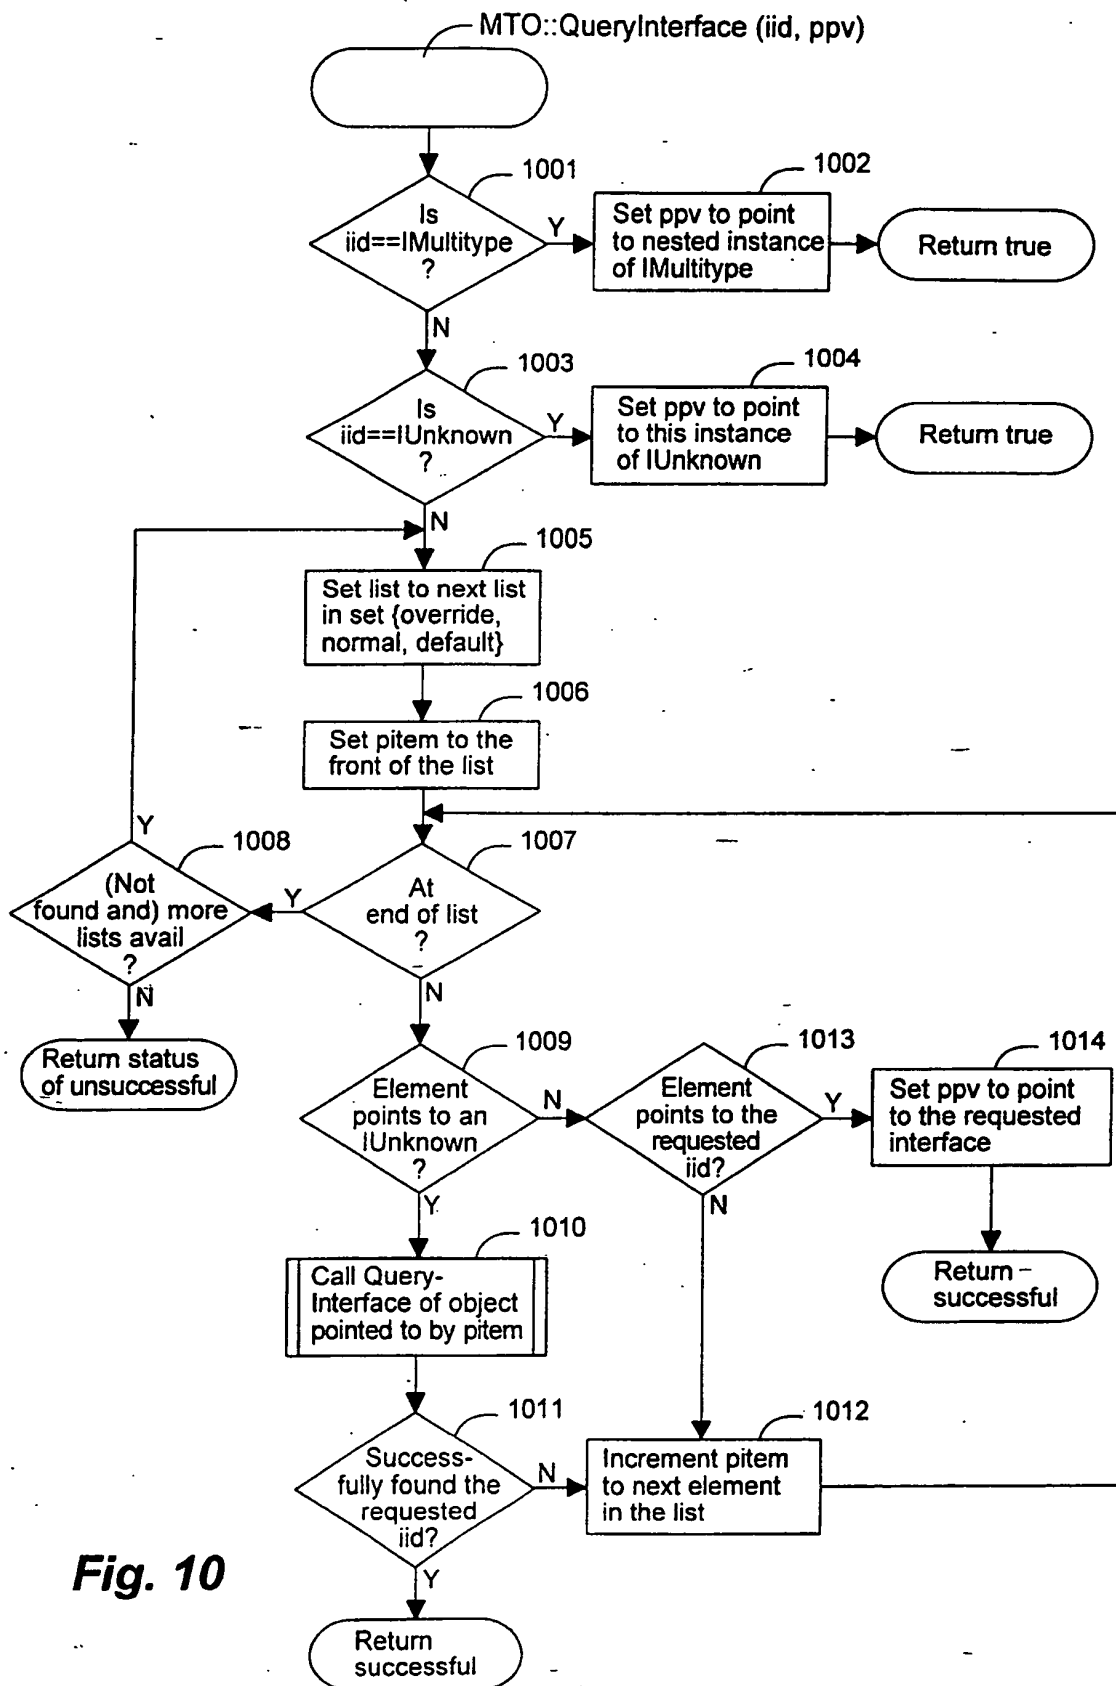 MTO::QueryInterface (iid, ppv)
1001
Is
iid==IMultitype
?
Y
N
1002
Set ppv to point
to nested instance
of IMultitype
Return true
1003
Is
iid==IUnknown
?
Y
N
1004
Set ppv to point
to this instance
of IUnknown
Return true
1005
Set list to next list
in set {override,
normal, default}
1006
Set pitem to the
front of the list
1007
At
end of list
?
Y
N
1008
(Not
found and) more
lists avail
?
Y
N
Return status
of unsuccessful
1009
Element
points to an
IUnknown
?
N
Y
1013
Element
points to the
requested
iid?
Y
N
1014
Set ppv to point
to the requested
interface
Return
successful
1010
Call Query-
Interface of object
pointed to by pitem
1011
Success-
fully found the
requested
iid?
N
Y
1012
Increment pitem
to next element
in the list
Return
successful
Fig. 10